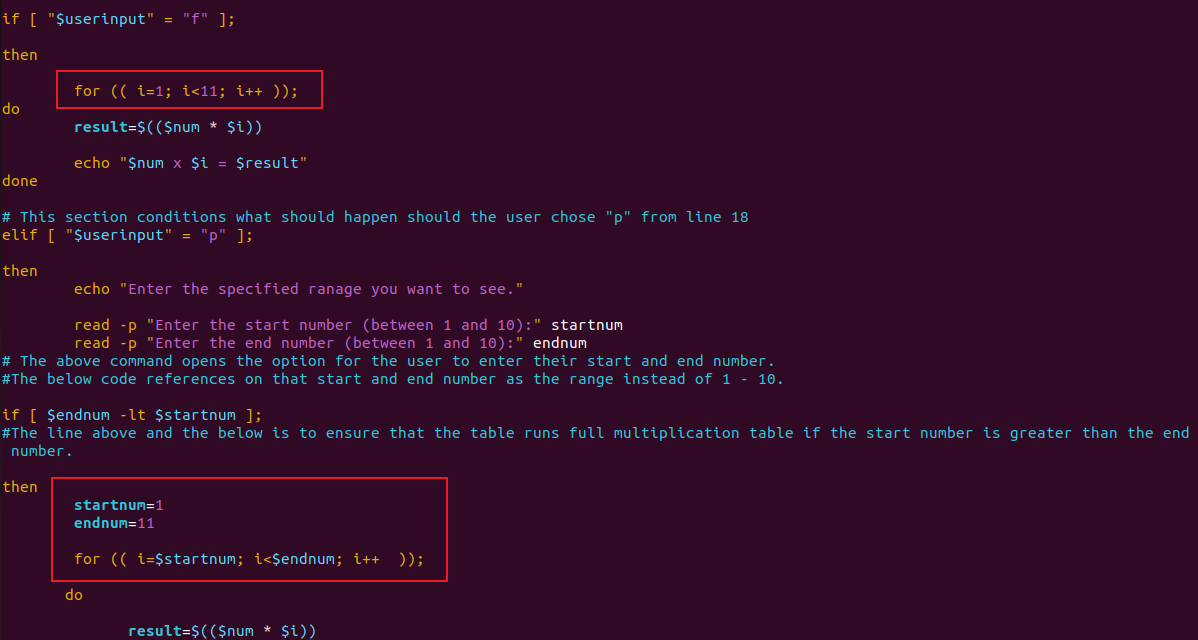 if [ "$userinput" = "f" ];
then
for (( i=1; i<11; i++ ));
do
result=$(($num * $i))
echo "$num x $i = $result"
done
# This section conditions what should happen should the user chose "p" from line 18
elif [ "$userinput" = "p" ];
then
echo "Enter the specified ranage you want to see."
read -p "Enter the start number (between 1 and 10):" startnum
read -p "Enter the end number (between 1 and 10):" endnum
# The above command opens the option for the user to enter their start and end number.
#The below code references on that start and end number as the range instead of 1 - 10.
if [ $endnum -lt $startnum ];
#The line above and the below is to ensure that the table runs full multiplication table if the start number is greater than the end
number.
then
startnum=1
endnum=11
for (( i=$startnum; i<$endnum; i++  ));
do
result=$(($num * $i))